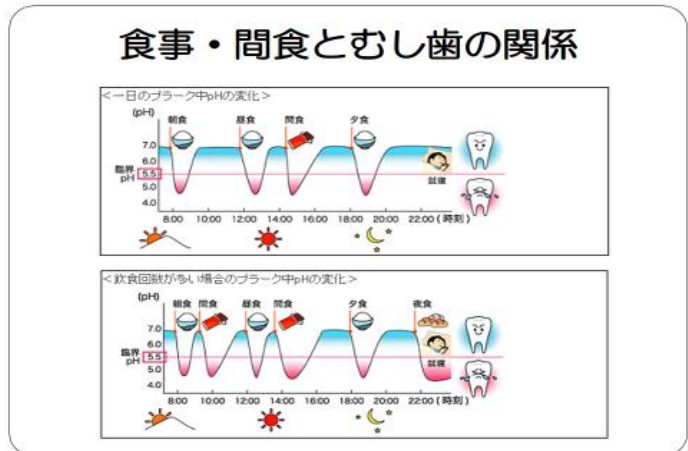 食事・間食とむし歯の関係
＜一日のプラーク中pHの変化＞
(pH)
朝食 昼食 間食 夕食
7.0
6.0
臨界pH 5.5
5.0
4.0
就寝
8:00 10:00 12:00 14:00 16:00 18:00 20:00 22:00 (時刻)
＜飲食回数が多い場合のプラーク中pHの変化＞
(pH)
朝食 間食 昼食 間食 夕食 夜食
7.0
6.0
臨界pH 5.5
5.0
4.0
就寝
8:00 10:00 12:00 14:00 16:00 18:00 20:00 22:00 (時刻)